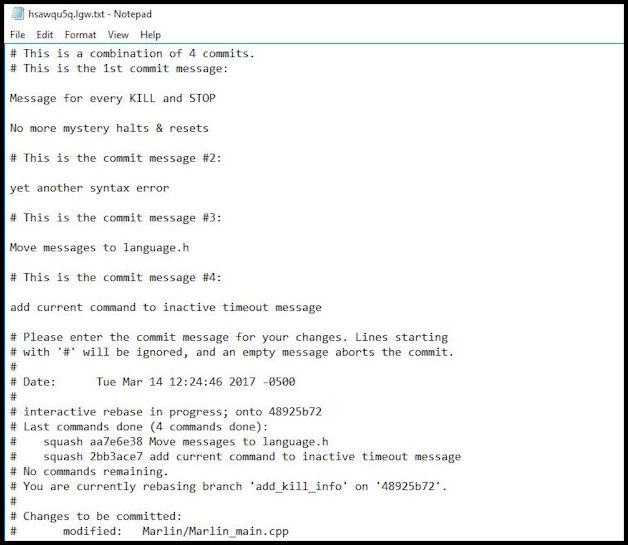 hsawqu5q.lgw.txt - Notepad
File Edit Format View Help
# This is a combination of 4 commits.
# This is the 1st commit message:
Message for every KILL and STOP
No more mystery halts & resets
# This is the commit message #2:
yet another syntax error
# This is the commit message #3:
Move messages to language.h
# This is the commit message #4:
add current command to inactive timeout message
# Please enter the commit message for your changes. Lines starting
# with '#' will be ignored, and an empty message aborts the commit.
#
# Date:      Tue Mar 14 12:24:46 2017 -0500
#
# interactive rebase in progress; onto 48925b72
# Last commands done (4 commands done):
#    squash aa7e6e38 Move messages to language.h
#    squash 2bb3ace7 add current command to inactive timeout message
# No commands remaining.
# You are currently rebasing branch 'add_kill_info' on '48925b72'.
#
# Changes to be committed:
#       modified:   Marlin/Marlin_main.cpp